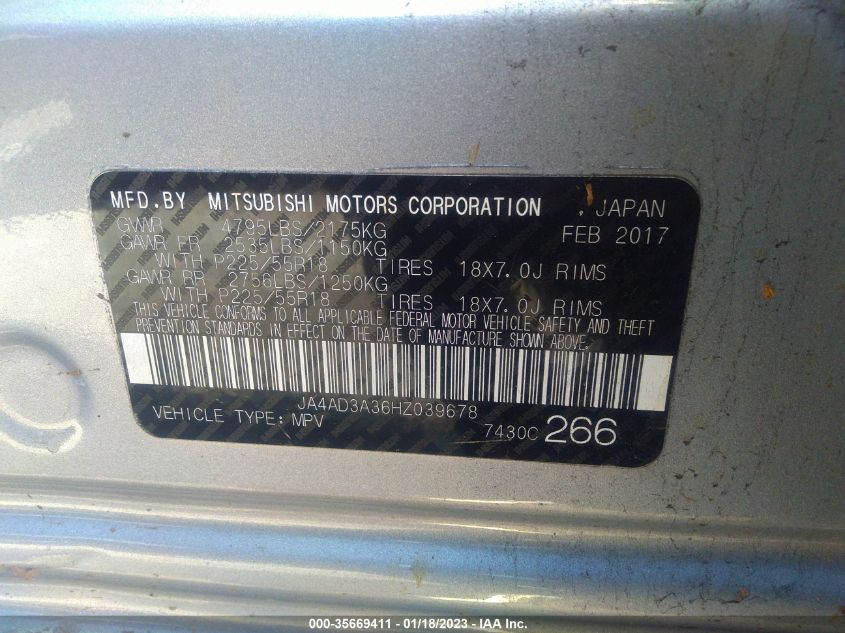 MFD.BY MITSUBISHI MOTORS CORPORATION , JAPAN
GVWR 4795LBS/2175KG FEB 2017
GAWR FR 2535LBS/1150KG
WITH P225/55R18 TIRES 18X7.0J RIMS
GAWR RR 2756LBS/1250KG
WITH P225/55R18 TIRES 18X7.0J RIMS
THIS VEHICLE CONFORMS TO ALL APPLICABLE FEDERAL MOTOR VEHICLE SAFETY AND THEFT
PREVENTION STANDARDS IN EFFECT ON THE DATE OF MANUFACTURE SHOWN ABOVE.
JA4AD3A36HZ039678
VEHICLE TYPE: MPV 7430C 266
000-35669411 - 01/18/2023 - IAA Inc.